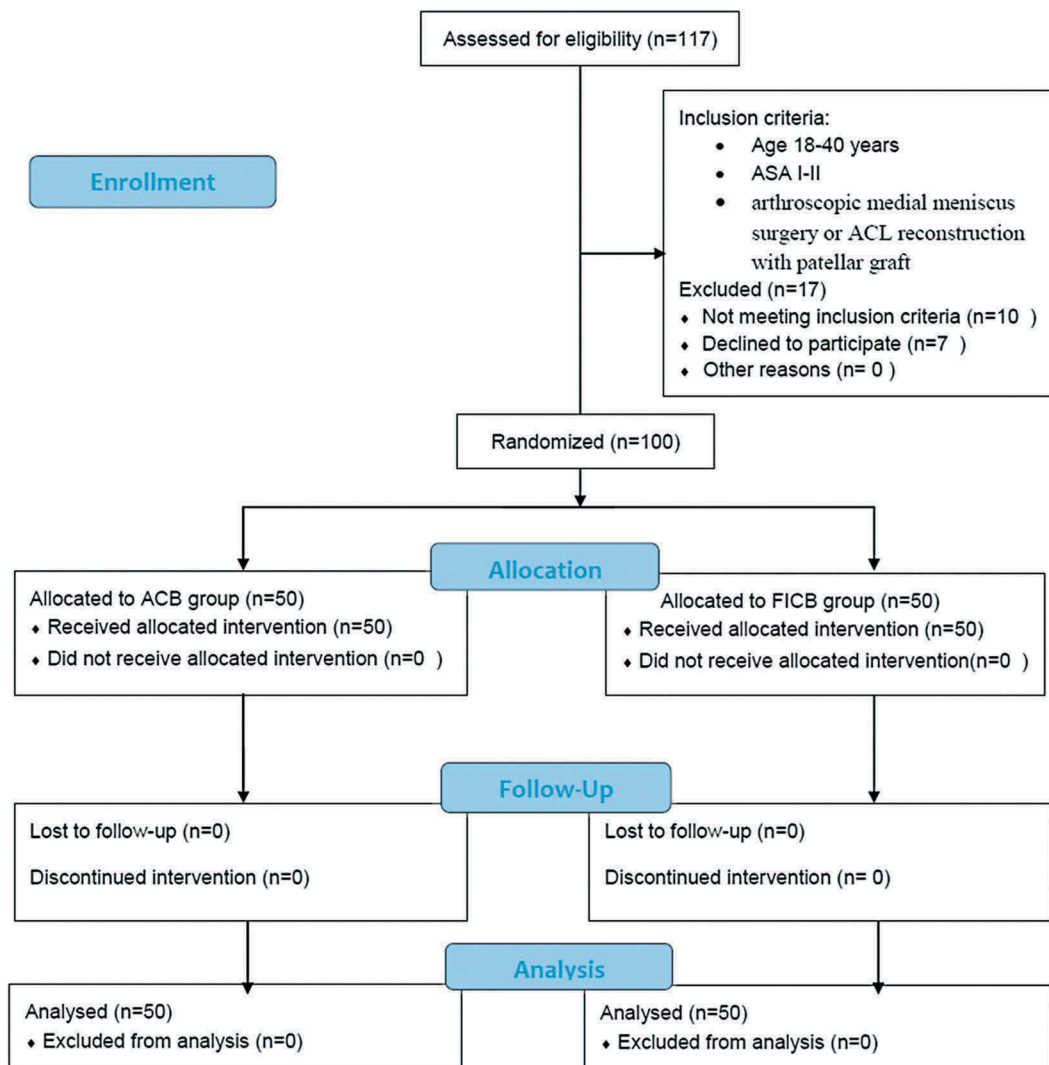 Assessed for eligibility (n=117)
Enrollment
Inclusion criteria:
• Age 18-40 years
• ASA I-II
• arthroscopic medial meniscus
surgery or ACL reconstruction
with patellar graft
Excluded (n=17)
♦ Not meeting inclusion criteria (n=10 )
♦ Declined to participate (n=7 )
♦ Other reasons (n= 0 )
Randomized (n=100)
Allocation
Allocated to ACB group (n=50)
♦ Received allocated intervention (n=50)
♦ Did not receive allocated intervention (n=0 )
Allocated to FICB group (n=50)
♦ Received allocated intervention (n=50)
♦ Did not receive allocated intervention(n=0 )
Follow-Up
Lost to follow-up (n=0)
Discontinued intervention (n=0)
Lost to follow-up (n=0)
Discontinued intervention (n= 0)
Analysis
Analysed (n=50)
♦ Excluded from analysis (n=0)
Analysed (n=50)
♦ Excluded from analysis (n=0)